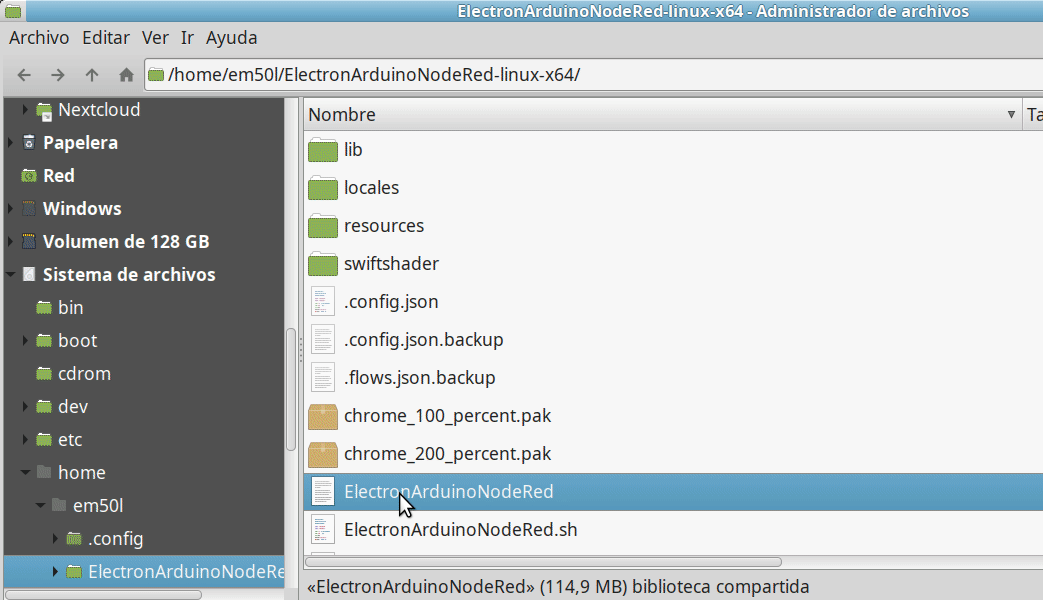 ElectronArduinoNodeRed-linux-x64 - Administrador de archivos
Archivo Editar Ver Ir Ayuda
/home/em50l/ElectronArduinoNodeRed-linux-x64/
Nextcloud
Papelera
Red
Windows
Volumen de 128 GB
Sistema de archivos
bin
boot
cdrom
dev
etc
home
em50l
.config
ElectronArduinoNodeRe
Nombre Ta
lib
locales
resources
swiftshader
.config.json
.config.json.backup
.flows.json.backup
chrome_100_percent.pak
chrome_200_percent.pak
ElectronArduinoNodeRed
ElectronArduinoNodeRed.sh
«ElectronArduinoNodeRed» (114,9 MB) biblioteca compartida